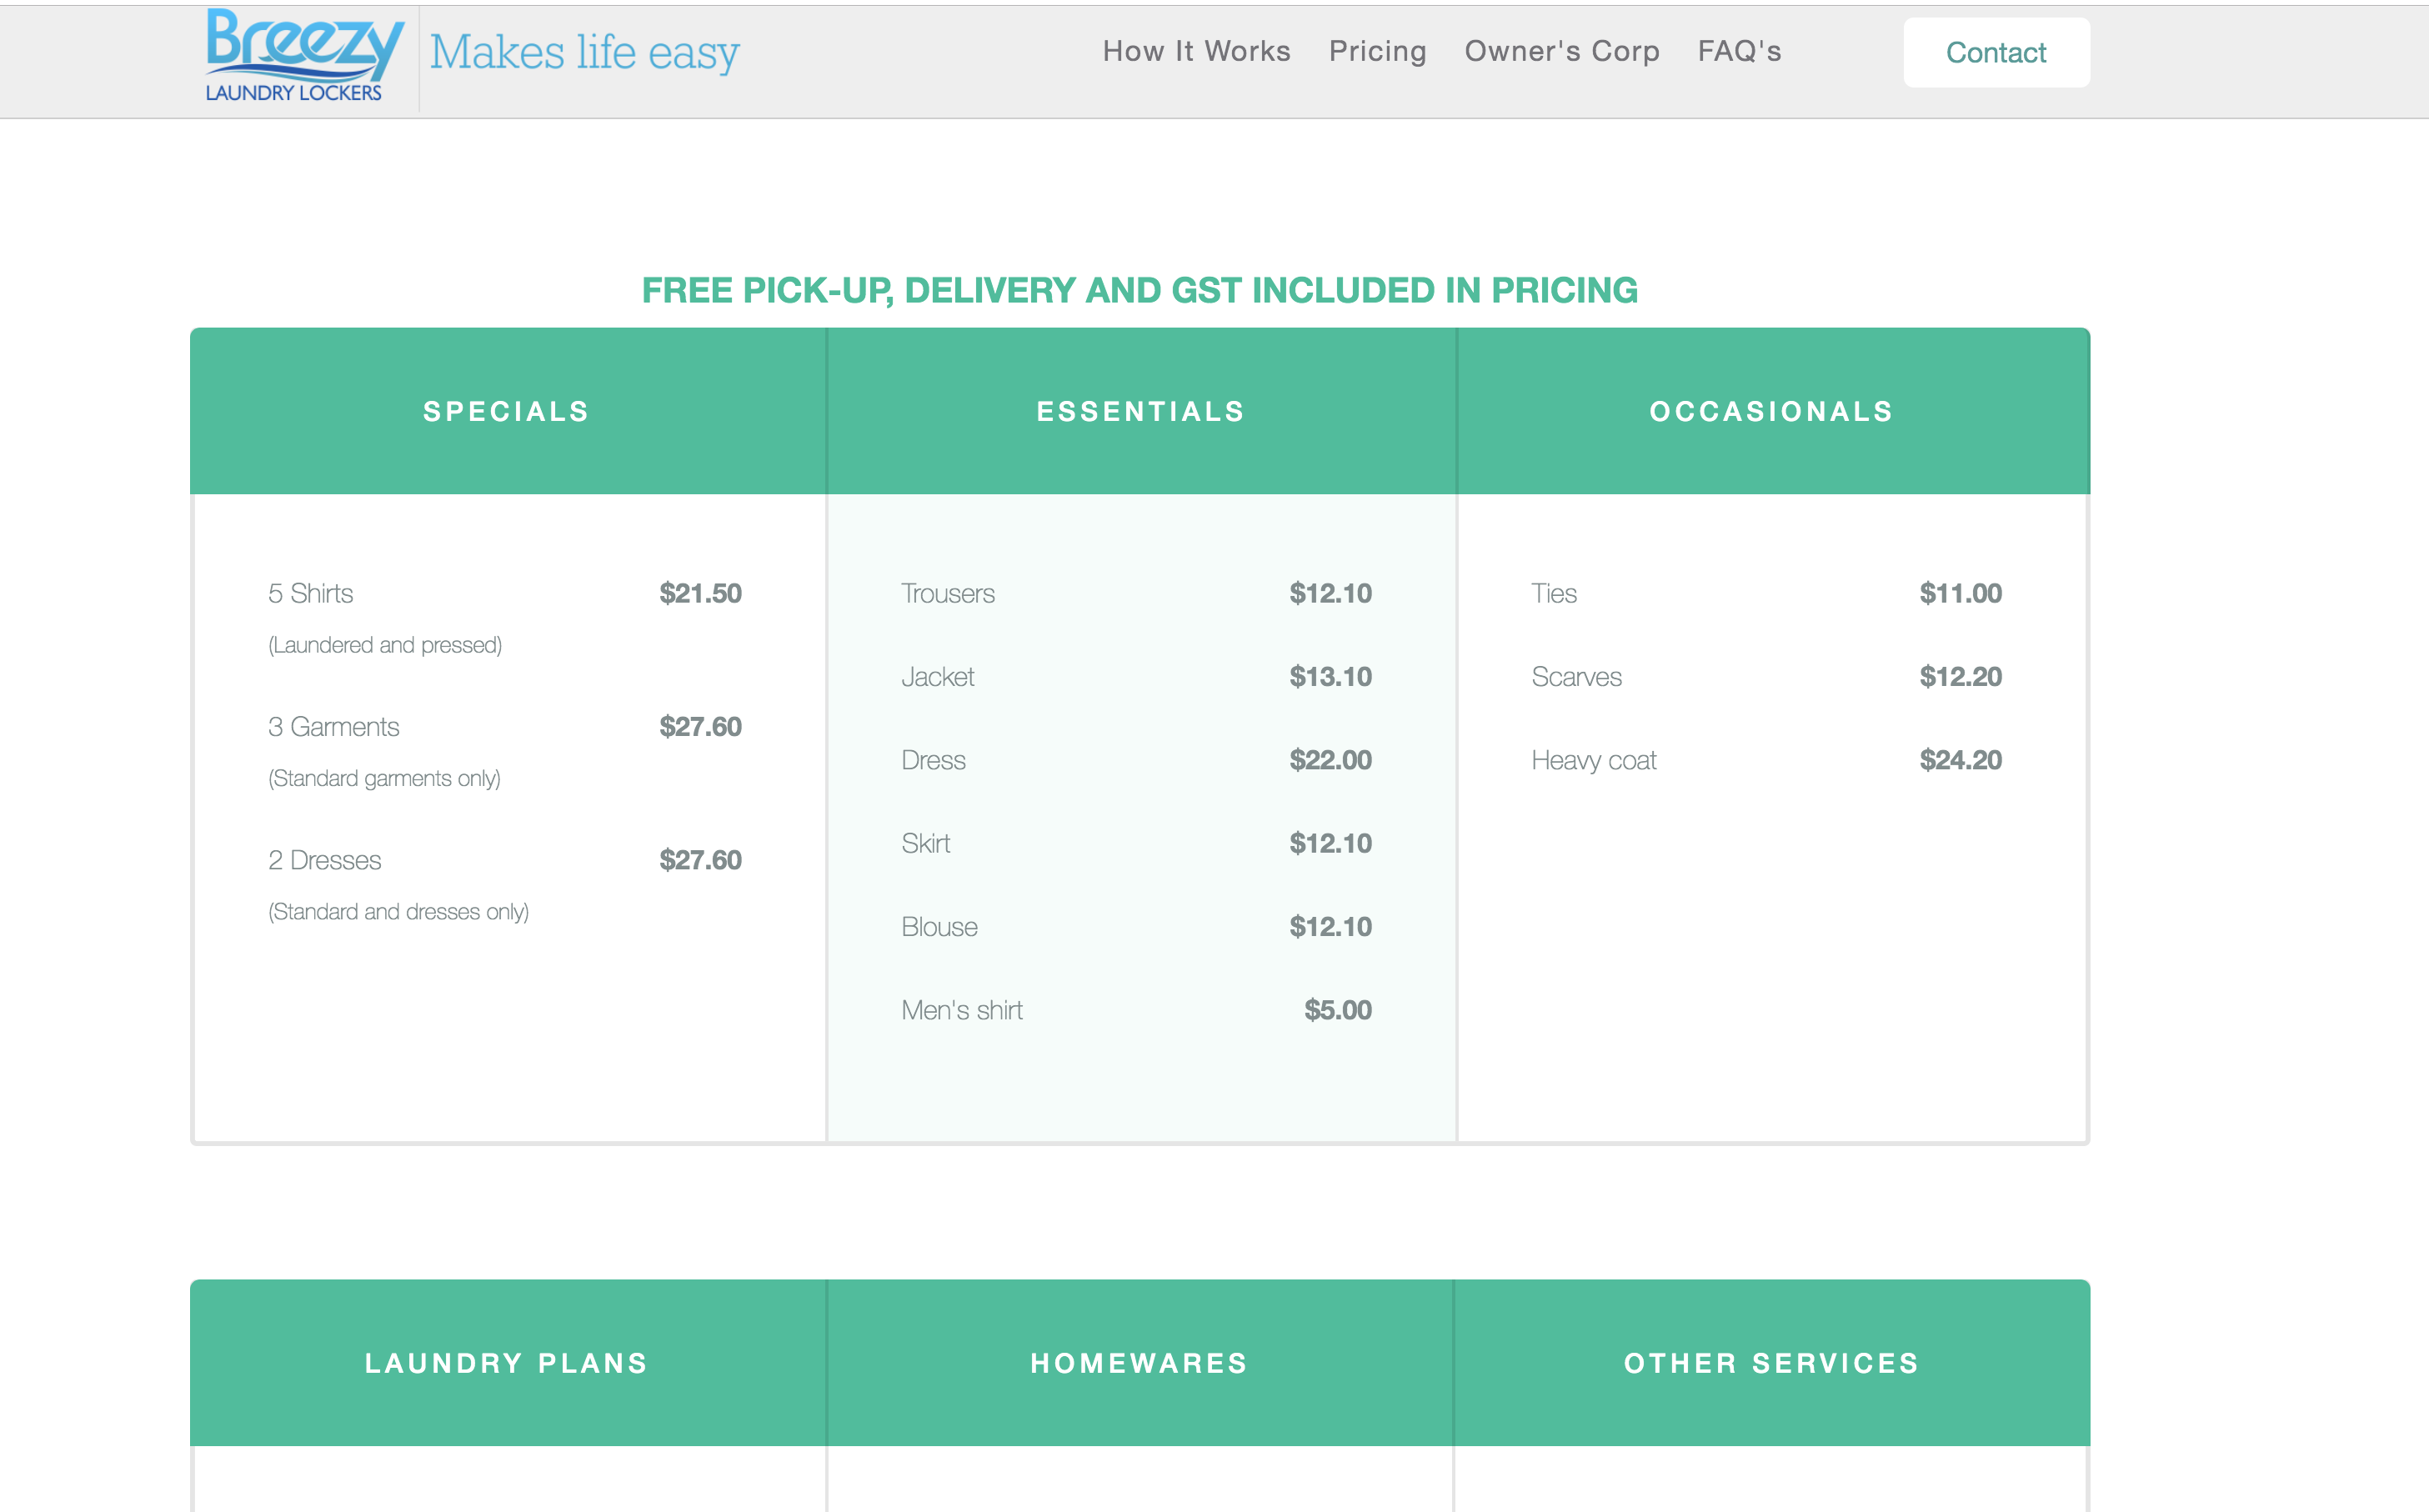 Breezy
LAUNDRY LOCKERS
Makes life easy
How It Works
Pricing
Owner's Corp
FAQ's
Contact
FREE PICK-UP, DELIVERY AND GST INCLUDED IN PRICING
SPECIALS
5 Shirts $21.50
(Laundered and pressed)
3 Garments $27.60
(Standard garments only)
2 Dresses $27.60
(Standard and dresses only)
ESSENTIALS
Trousers $12.10
Jacket $13.10
Dress $22.00
Skirt $12.10
Blouse $12.10
Men's shirt $5.00
OCCASIONALS
Ties $11.00
Scarves $12.20
Heavy coat $24.20
LAUNDRY PLANS
HOMEWARES
OTHER SERVICES